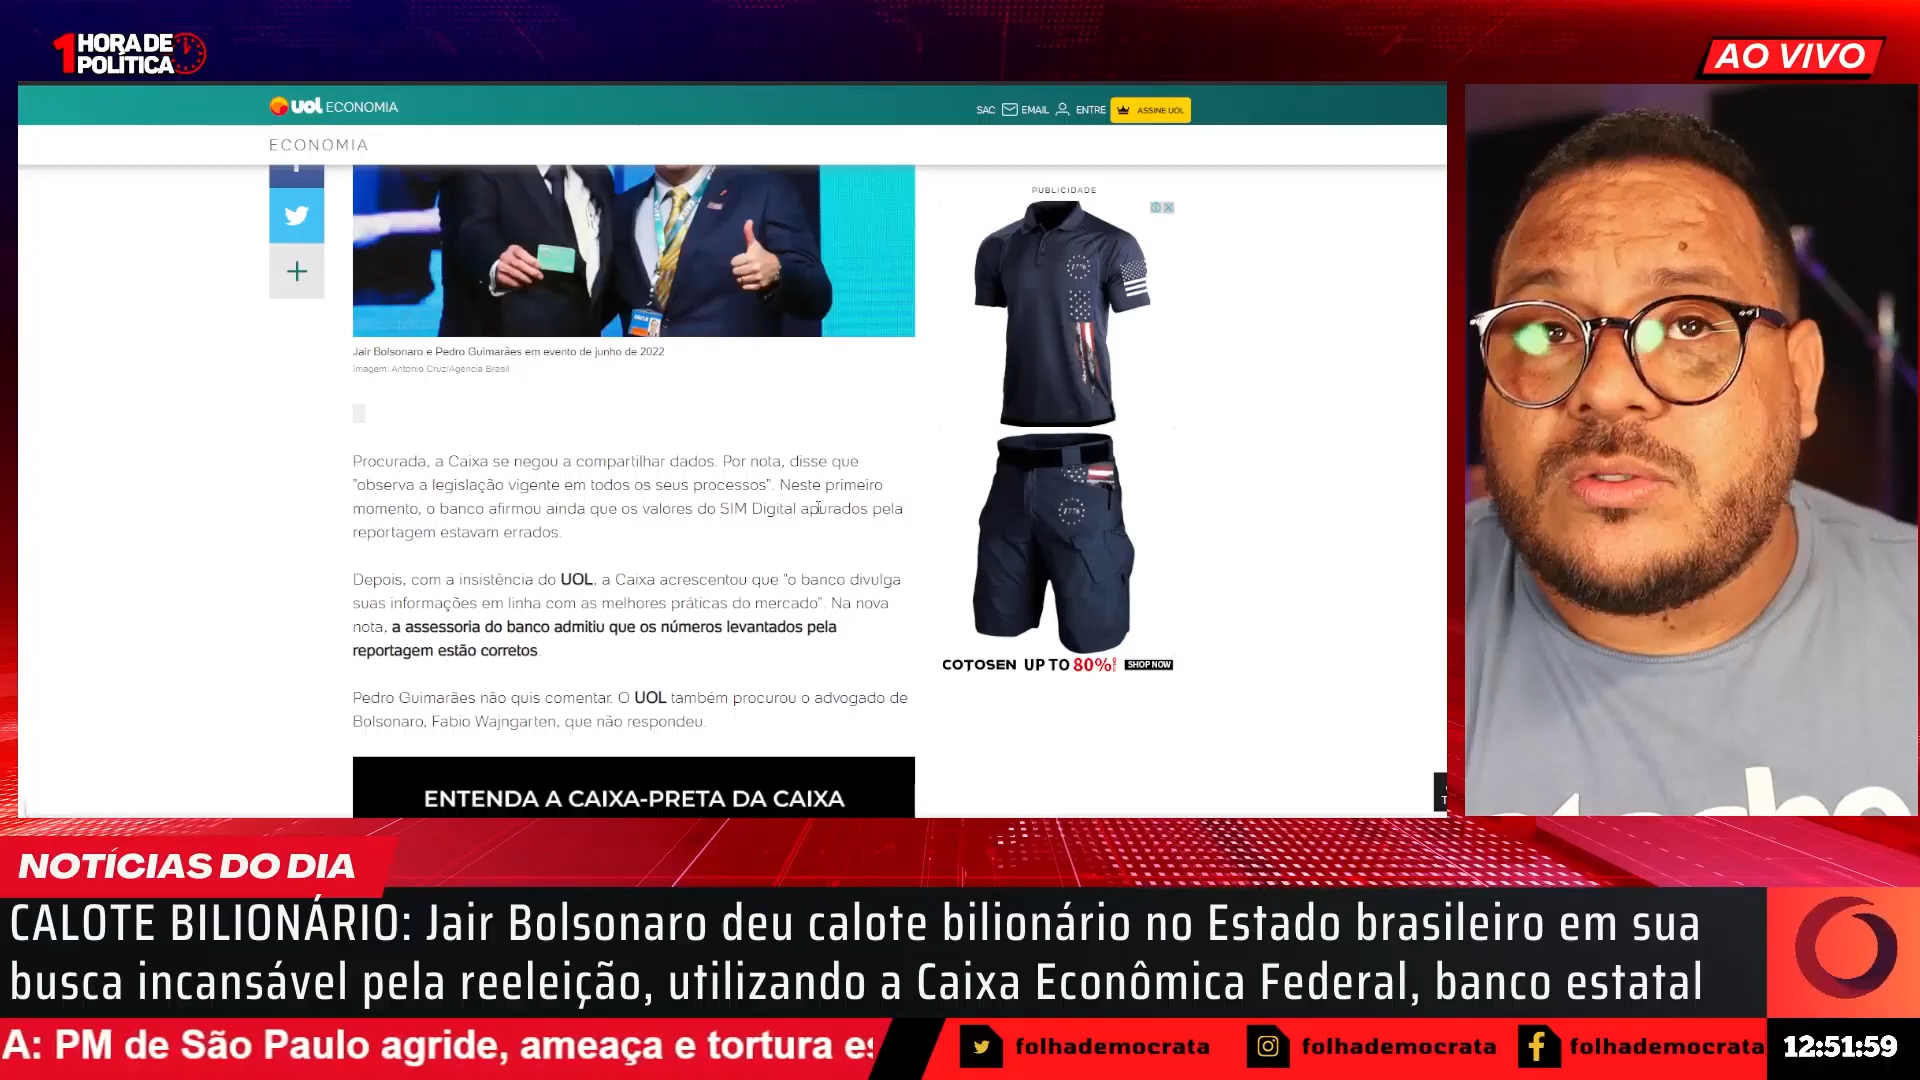 1 HORA DE
POLÍTICA
AO VIVO
UOL ECONOMIA
SAC EMAIL ENTRE ASSINE UOL
ECONOMIA
PUBLICIDADE
Jair Bolsonaro e Pedro Guimarães em evento de junho de 2022
Imagem: Antonio Cruz/Agência Brasil
Procurada, a Caixa se negou a compartilhar dados. Por nota, disse que
"observa a legislação vigente em todos os seus processos". Neste primeiro
momento, o banco afirmou ainda que os valores do SIM Digital apurados pela
reportagem estavam errados.
Depois, com a insistência do UOL, a Caixa acrescentou que "o banco divulga
suas informações em linha com as melhores práticas do mercado". Na nova
nota, a assessoria do banco admitiu que os números levantados pela
reportagem estão corretos.
Pedro Guimarães não quis comentar. O UOL também procurou o advogado de
Bolsonaro, Fabio Wajngarten, que não respondeu.
ENTENDA A CAIXA-PRETA DA CAIXA
1776
1776
COTOSEN UP TO 80% SHOP NOW
NOTÍCIAS DO DIA
CALOTE BILIONÁRIO: Jair Bolsonaro deu calote bilionário no Estado brasileiro em sua
busca incansável pela reeleição, utilizando a Caixa Econômica Federal, banco estatal
A: PM de São Paulo agride, ameaça e tortura es
folhademocrata
folhademocrata
folhademocrata
12:51:59